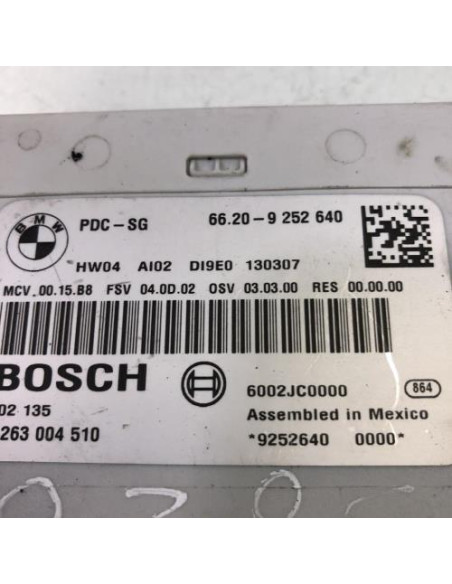 BMW PDC-SG 66.20-9 252 640
HW04 AI02 DI9E0 130307
MCV 00.15.B8 FSV 04.0D.02 OSV 03.03.00 RES 00.00.00
BOSCH 6002JC0000 864
02 135 Assembled in Mexico
263 004 510 *9252640 0000*